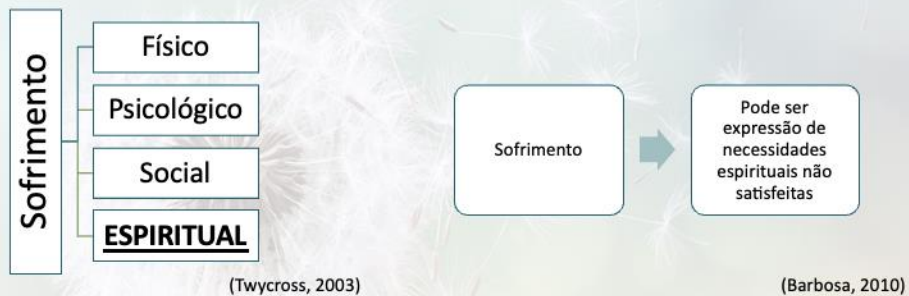 Sofrimento
Físico
Psicológico
Social
ESPIRITUAL
(Twycross, 2003)
Sofrimento
Pode ser
expressão de
necessidades
espirituais não
satisfeitas
(Barbosa, 2010)